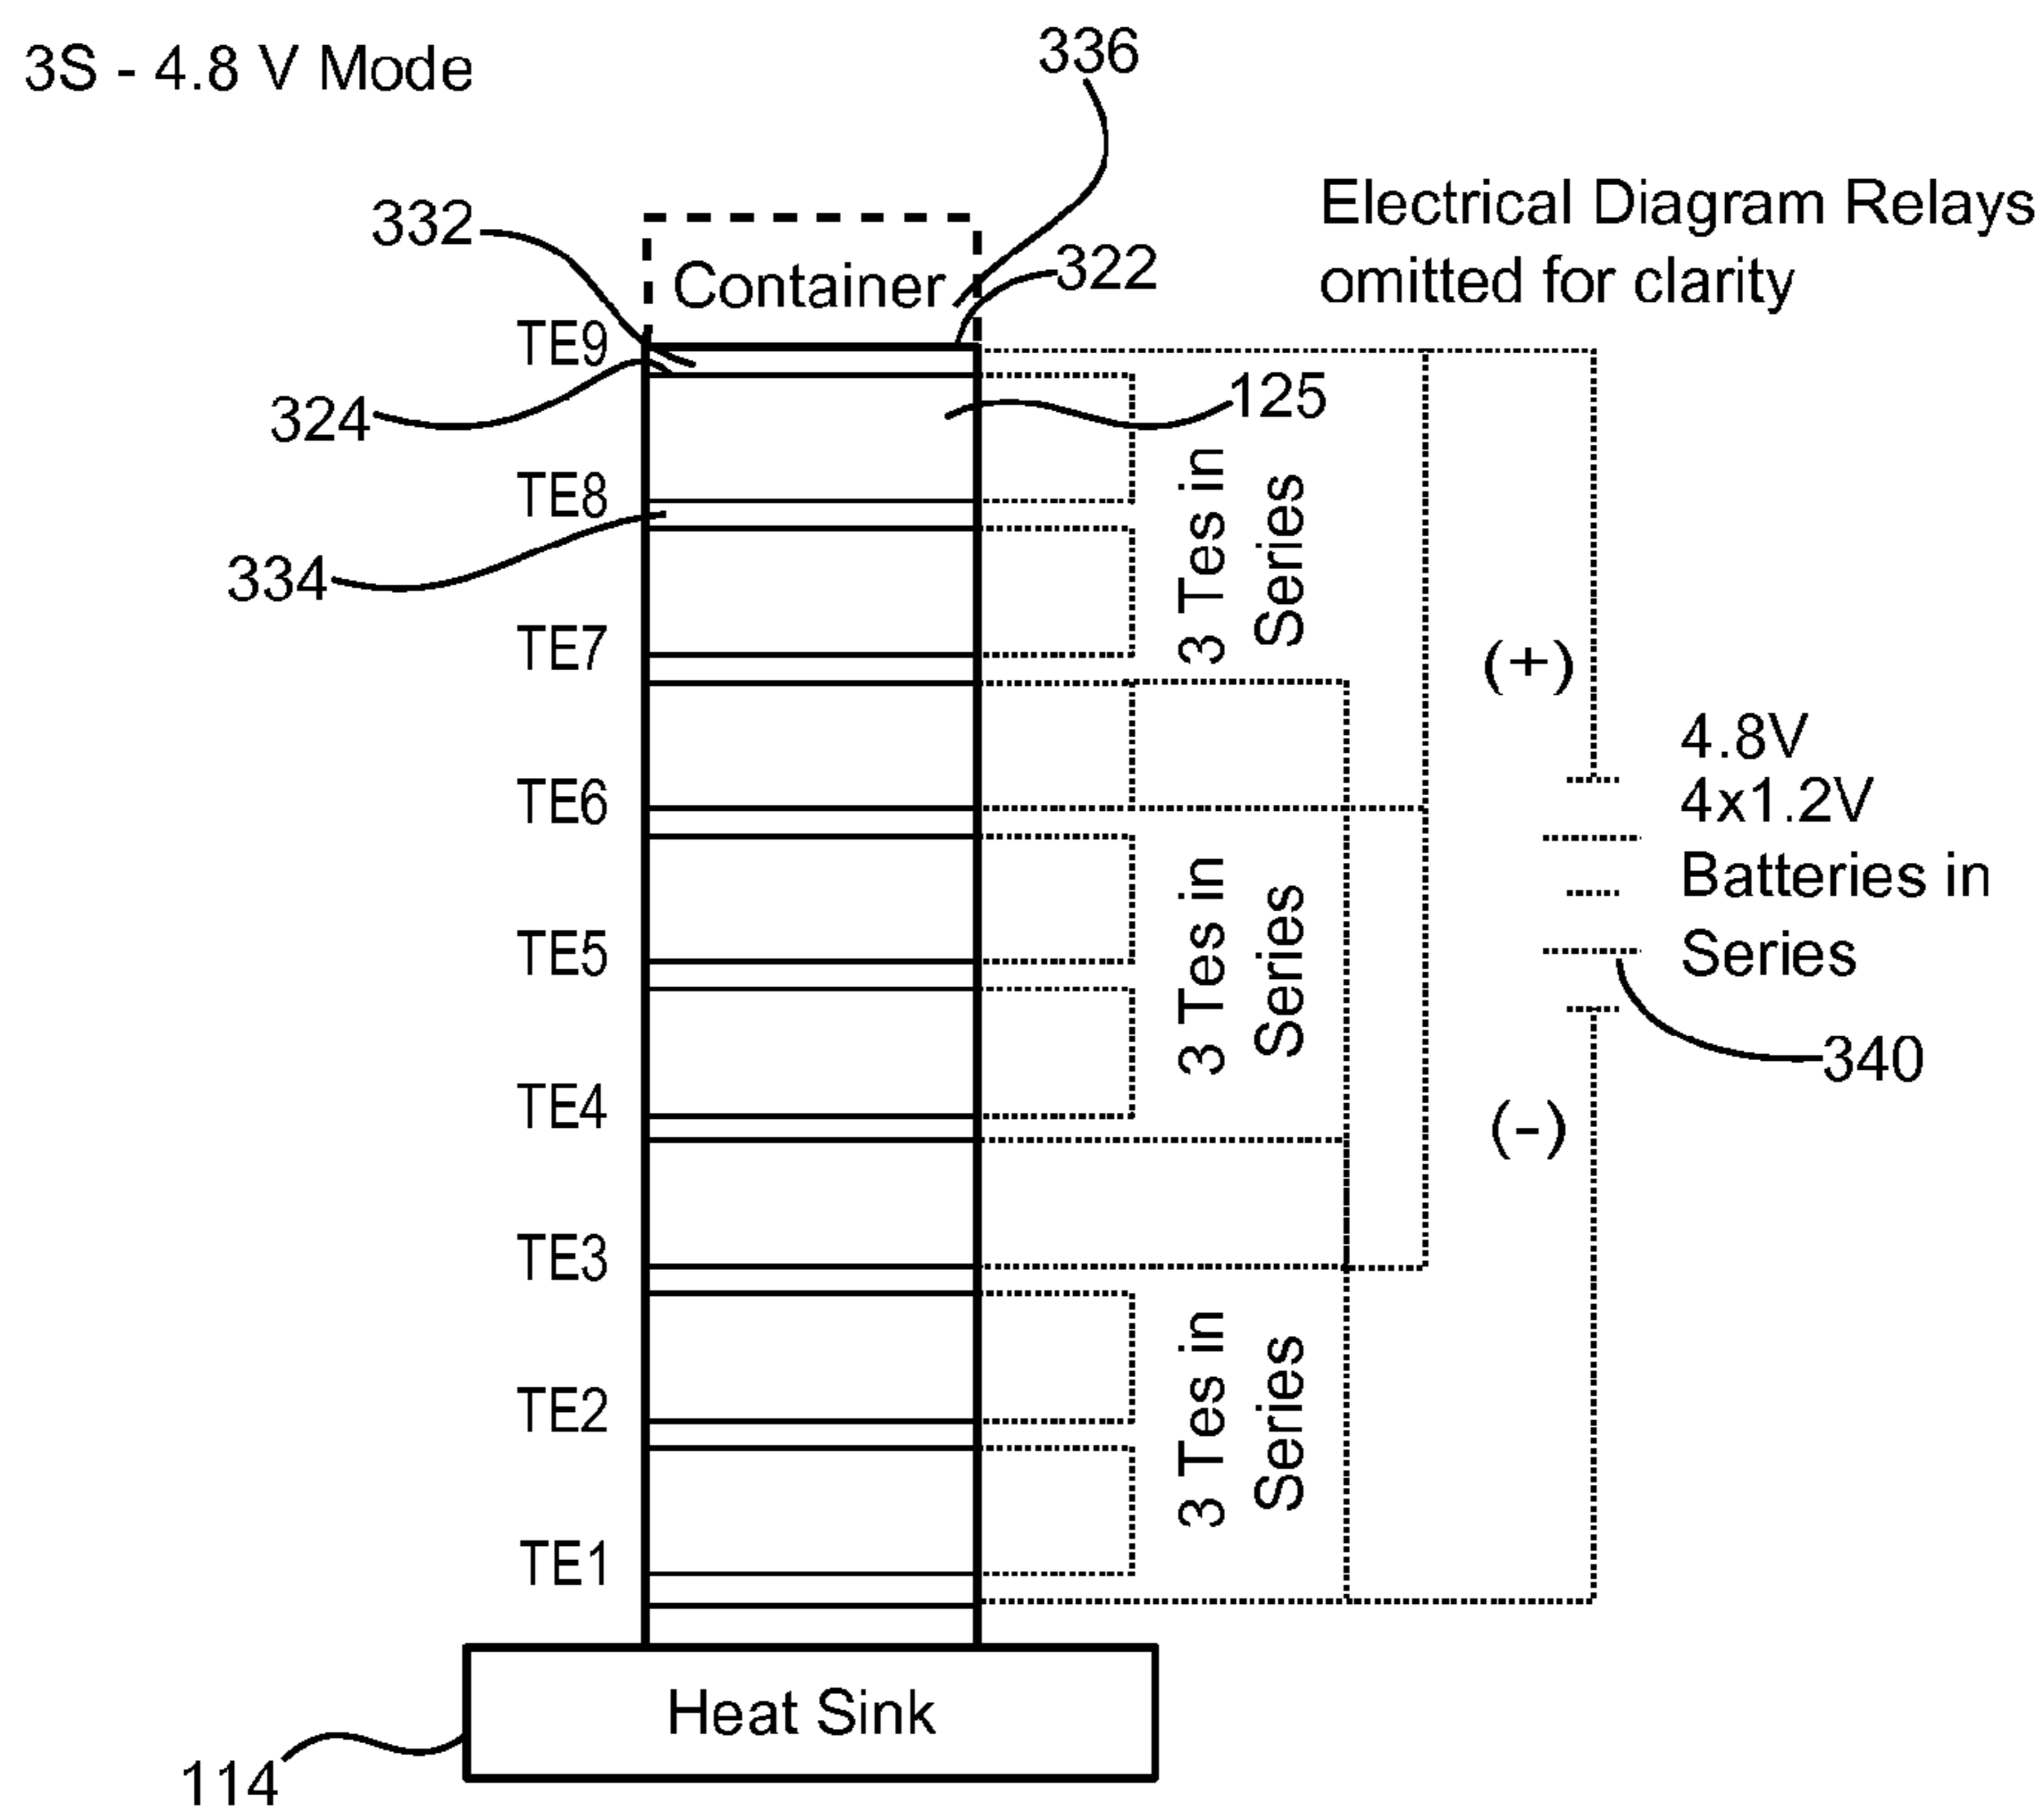 3S - 4.8 V Mode
336
332
Electrical Diagram Relays
omitted for clarity
Container
322
TE9
324
125
TE8
334
3 Tes in
Series
TE7
(+)
4.8V
4x1.2V
Batteries in
Series
TE6
3 Tes in
Series
TE5
340
TE4
(-)
TE3
3 Tes in
Series
TE2
TE1
Heat Sink
114